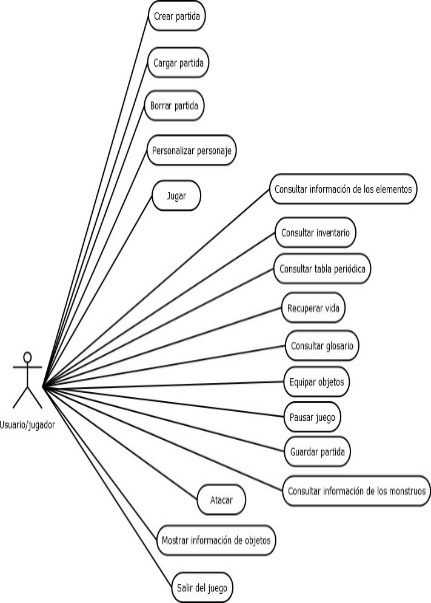 Crear partida
Cargar partida
Borrar partida
Personalizar personaje
Jugar
Consultar información de los elementos
Consultar inventario
Consultar tabla periódica
Recuperar vida
Consultar glosario
Equipar objetos
Pausar juego
Guardar partida
Consultar información de los monstruos
Usuario/jugador
Atacar
Mostrar información de objetos
Salir del juego